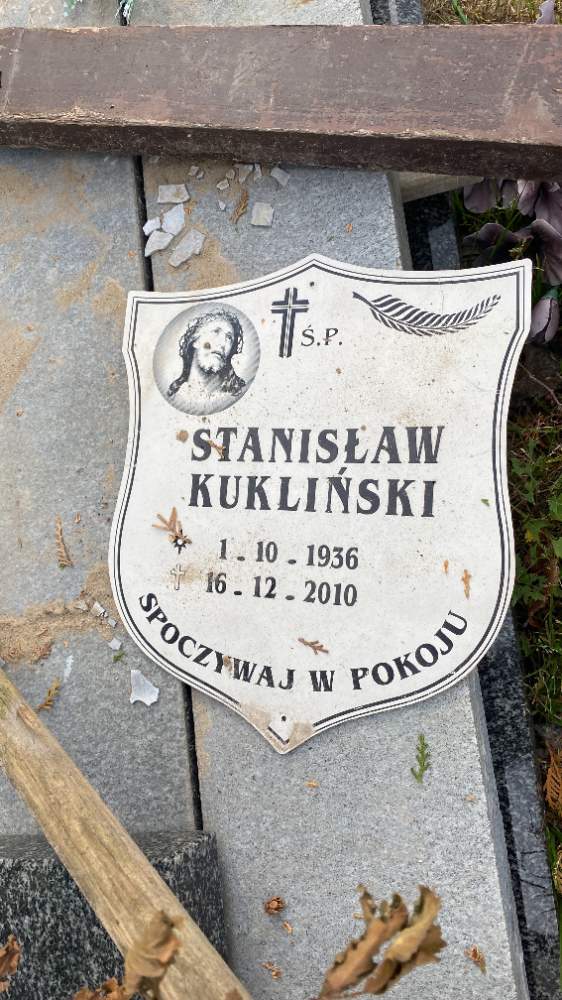 Ś.P.
STANISŁAW
KUKLIŃSKI
1 - 10 - 1936
16 - 12 - 2010
SPOCZYWAJ W POKOJU